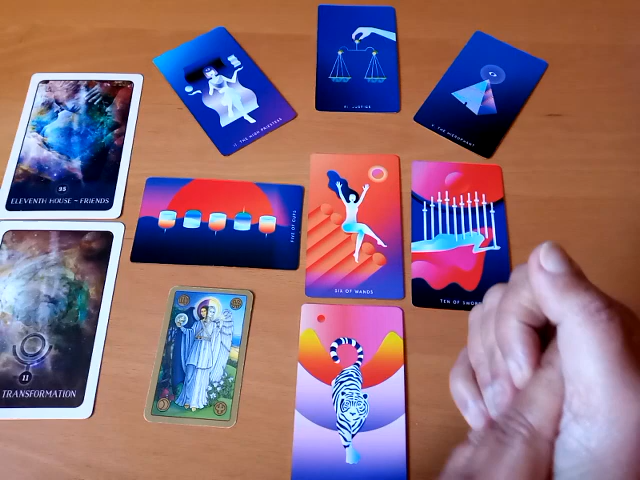 II THE HIGH PRIESTESS
XI. JUSTICE
V. THE HIEROPHANT
35
ELEVENTH HOUSE ~ FRIENDS
FIVE OF CUPS
SIX OF WANDS
TEN OF SWO
11
TRANSFORMATION